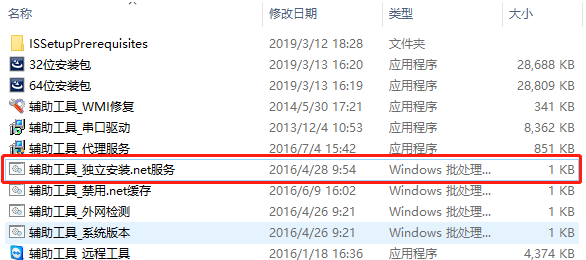 名称 修改日期 类型 大小
ISSetupPrerequisites 2019/3/12 18:28 文件夹
32位安装包 2019/3/13 16:20 应用程序 28,688 KB
64位安装包 2019/3/13 16:19 应用程序 28,809 KB
辅助工具_WMI修复 2014/5/30 17:21 应用程序 341 KB
辅助工具_串口驱动 2013/12/4 10:53 应用程序 8,362 KB
辅助工具_代理服务 2016/7/4 15:42 应用程序 851 KB
辅助工具_独立安装.net服务 2016/4/28 9:54 Windows 批处理... 1 KB
辅助工具_禁用.net缓存 2016/6/9 16:02 Windows 批处理... 1 KB
辅助工具_外网检测 2016/4/26 9:21 Windows 批处理... 1 KB
辅助工具_系统版本 2016/4/26 9:21 Windows 批处理... 1 KB
辅助工具_远程工具 2016/1/18 16:36 应用程序 4,374 KB